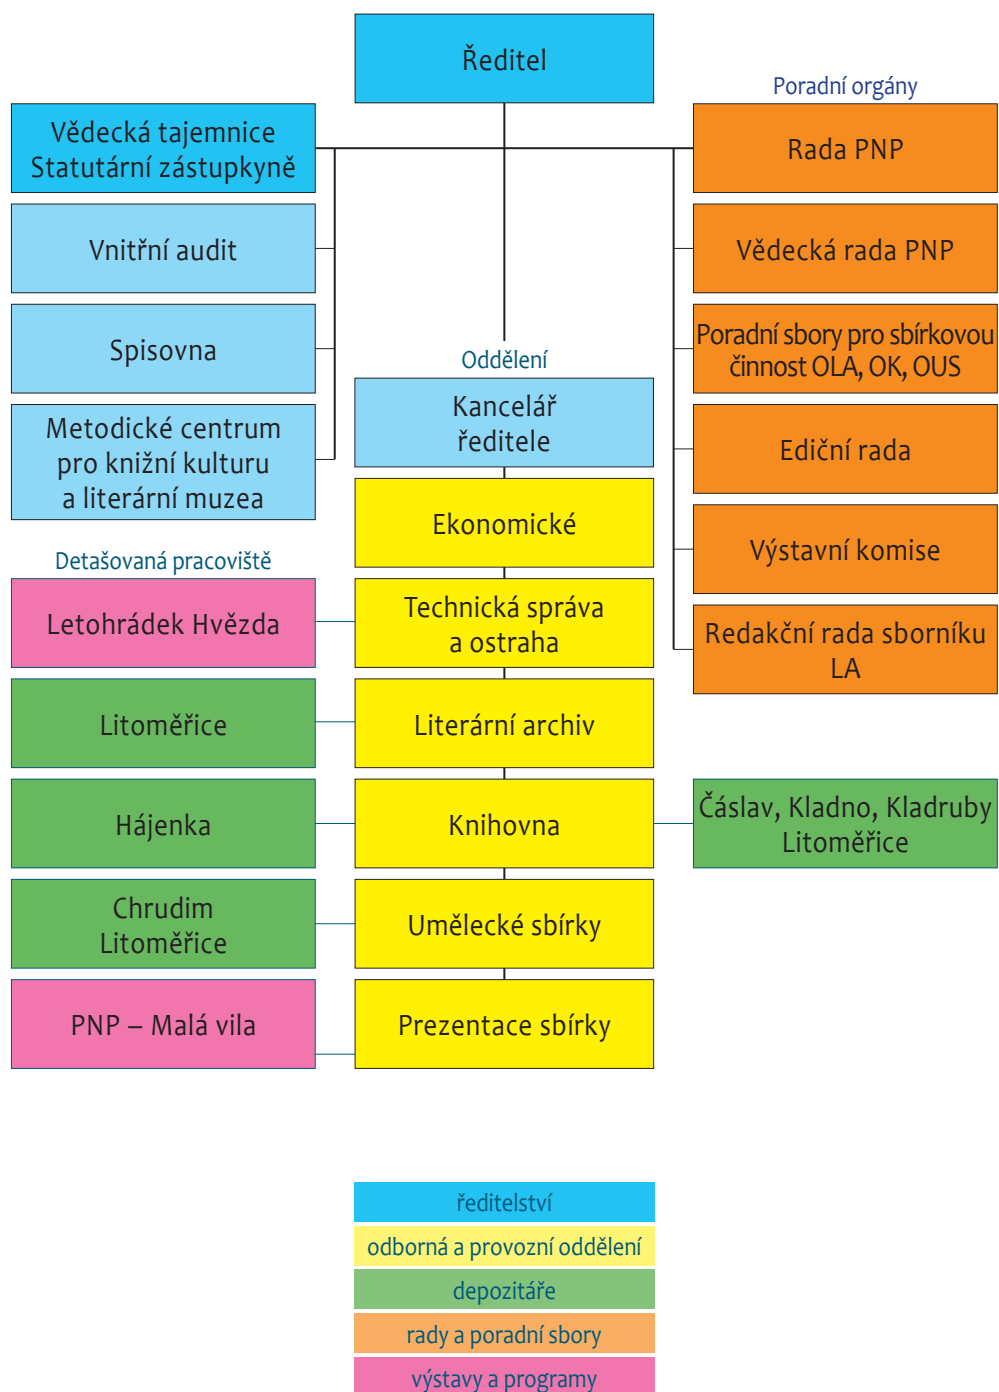 Ředitel
Poradní orgány
Vědecká tajemnice
Statutární zástupkyně
Rada PNP
Vnitřní audit
Vědecká rada PNP
Spisovna
Poradní sbory pro sbírkovou
činnost OLA, OK, OUS
Oddělení
Kancelář
ředitele
Metodické centrum
pro knižní kulturu
a literární muzea
Ediční rada
Ekonomické
Výstavní komise
Detašovaná pracoviště
Letohrádek Hvězda
Technická správa
a ostraha
Redakční rada sborníku
LA
Litoměřice
Literární archiv
Hájenka
Knihovna
Čáslav, Kladno, Kladruby
Litoměřice
Chrudim
Litoměřice
Umělecké sbírky
PNP – Malá vila
Prezentace sbírky
ředitelství
odborná a provozní oddělení
depozitáře
rady a poradní sbory
výstavy a programy